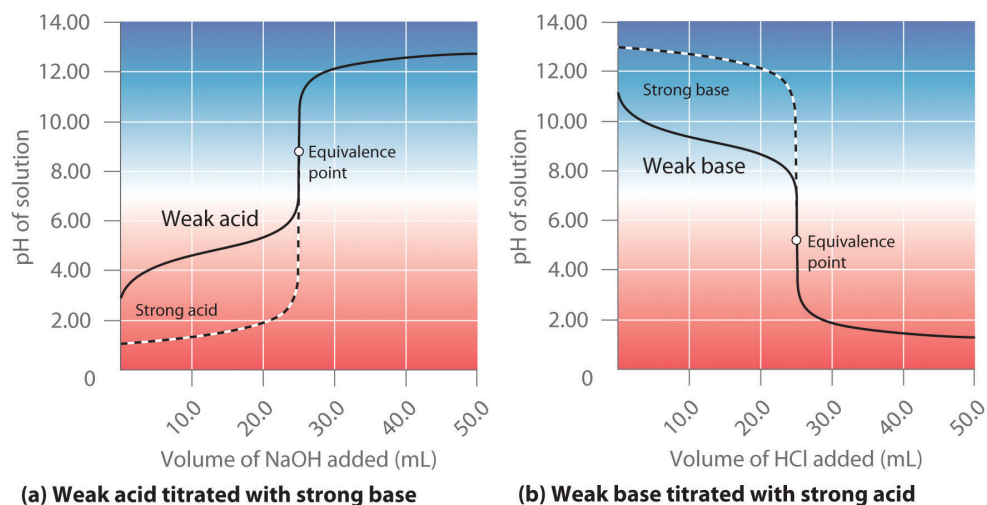 14.00
12.00
10.00
8.00
6.00
4.00
2.00
0
pH of solution
Weak acid
Strong acid
Equivalence
point
10.0
20.0
30.0
40.0
50.0
Volume of NaOH added (mL)
(a) Weak acid titrated with strong base
14.00
12.00
10.00
8.00
6.00
4.00
2.00
0
pH of solution
Strong base
Weak base
Equivalence
point
10.0
20.0
30.0
40.0
50.0
Volume of HCl added (mL)
(b) Weak base titrated with strong acid